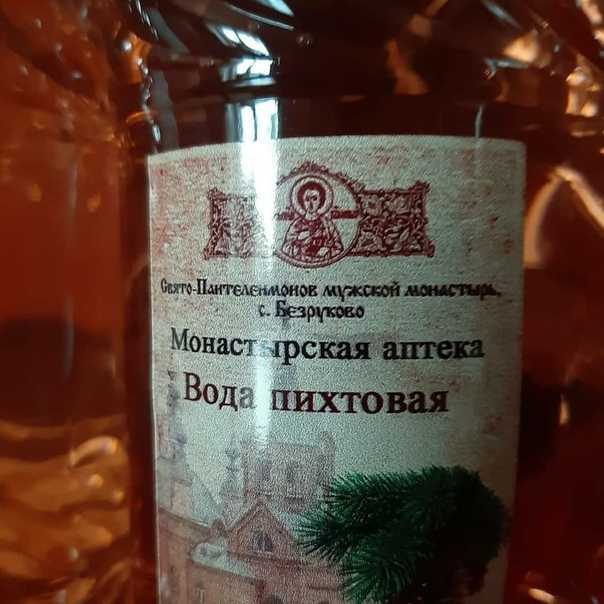 Свято-Пантелеимонов мужской монастырь,
с. Безруково
Монастырская аптека
Вода пихтовая